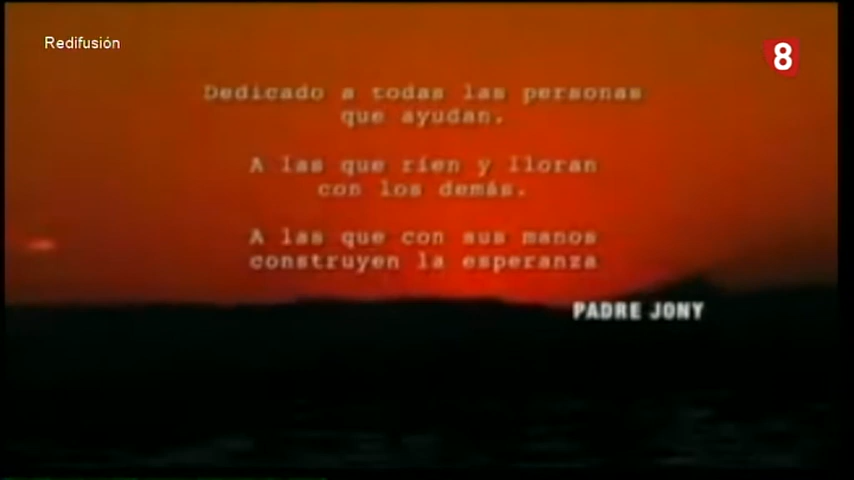 Redifusión
8
Dedicado a todas las personas
que ayudan.
A las que ríen y lloran
con los demás.
A las que con sus manos
construyen la esperanza
PADRE JONY